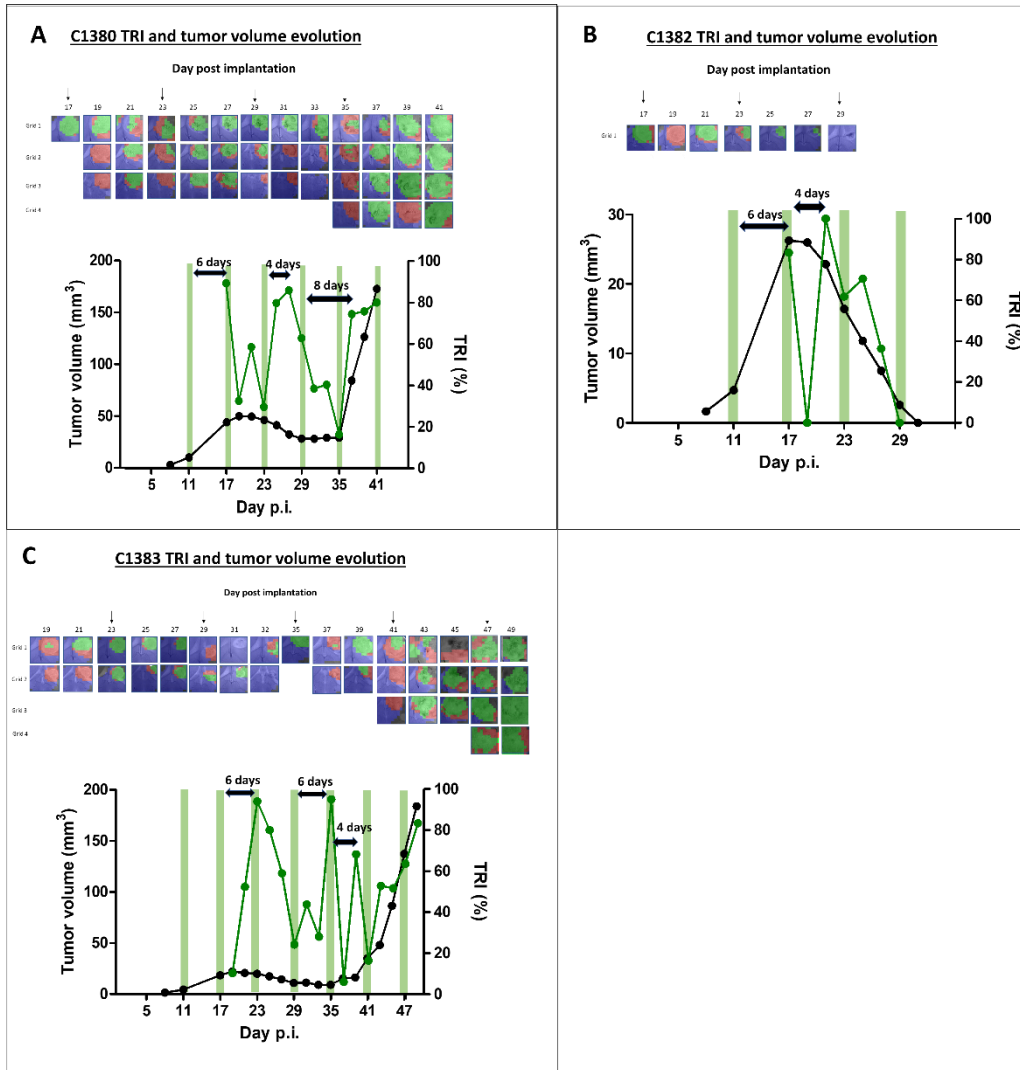 A
C1380 TRI and tumor volume evolution
Day post implantation
17 19 21 23 25 27 29 31 33 35 37 39 41
Grid 1
Grid 2
Grid 3
Grid 4
6 days
4 days
8 days
200
150
100
50
0
Tumor volume (mm³)
100
80
60
40
20
0
TRI (%)
5 11 17 23 29 35 41
Day p.i.
B
C1382 TRI and tumor volume evolution
Day post implantation
17 19 21 23 25 27 29
Grid 1
4 days
6 days
30
20
10
0
Tumor volume (mm³)
100
80
60
40
20
0
TRI (%)
5 11 17 23 29
Day p.i.
C
C1383 TRI and tumor volume evolution
Day post implantation
19 21 23 25 27 29 31 32 35 37 39 41 43 45 47 49
Grid 1
Grid 2
Grid 3
Grid 4
6 days
6 days
4 days
200
150
100
50
0
Tumor volume (mm³)
100
80
60
40
20
0
TRI (%)
5 11 17 23 29 35 41 47
Day p.i.